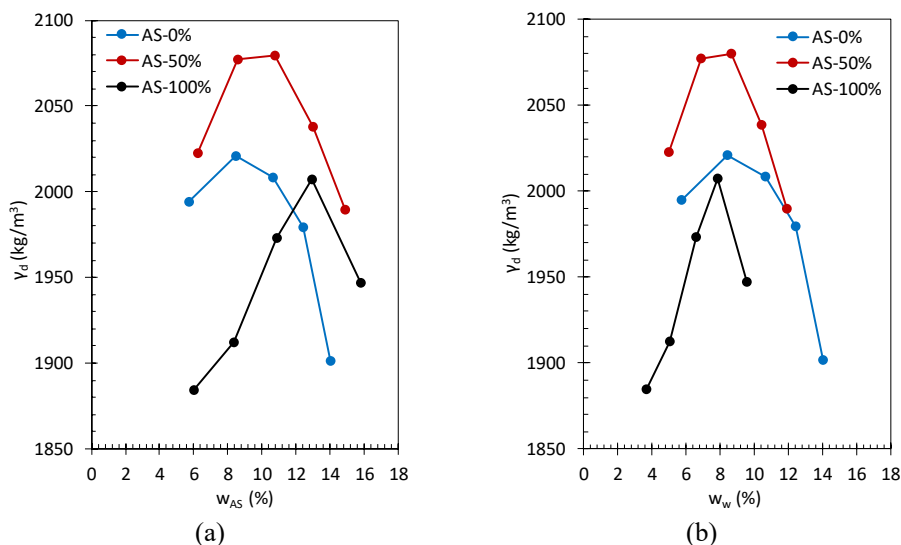 2100
2050
2000
1950
1900
1850
γd (kg/m³)
AS-0%
AS-50%
AS-100%
0 2 4 6 8 10 12 14 16 18
wAS (%)
(a)
2100
2050
2000
1950
1900
1850
γd (kg/m³)
AS-0%
AS-50%
AS-100%
0 2 4 6 8 10 12 14 16 18
ww (%)
(b)